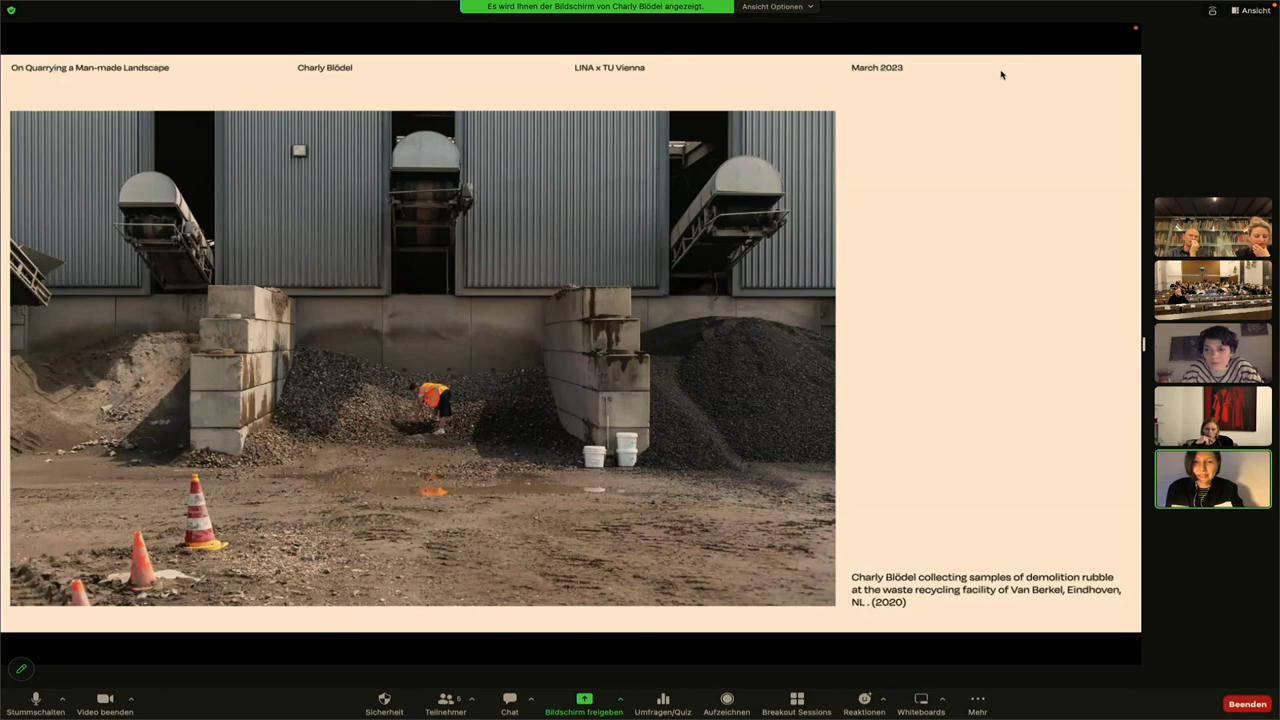 Es wird Ihnen der Bildschirm von Charly Blödel angezeigt.
Ansicht Optionen
Ansicht
On Quarrying a Man-made Landscape
Charly Blödel
LINA x TU Vienna
March 2023
Charly Blödel collecting samples of demolition rubble
at the waste recycling facility of Van Berkel, Eindhoven,
NL . (2020)
Stummschalten
Video beenden
Sicherheit
Teilnehmer
6
Chat
Bildschirm freigeben
Umfragen/Quiz
Aufzeichnen
Breakout Sessions
Reaktionen
Whiteboards
Mehr
Beenden